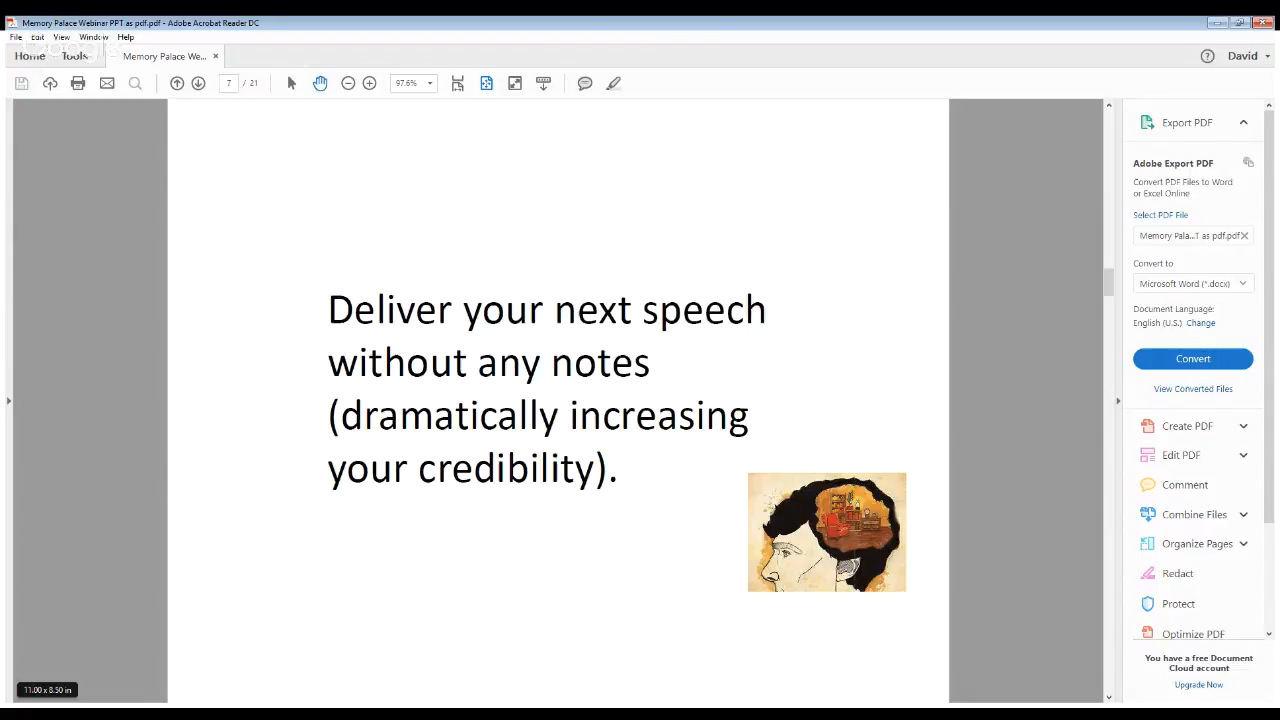 Memory Palace Webinar PPT as pdf.pdf - Adobe Acrobat Reader DC
File Edit View Window Help
Home Tools Memory Palace We... ×
David
7 / 21
97.6%
Export PDF
Adobe Export PDF
Convert PDF Files to Word
or Excel Online
Select PDF File
Memory Pala...T as pdf.pdf
Convert to
Microsoft Word (*.docx)
Document Language:
English (U.S.) Change
Convert
View Converted Files
Create PDF
Edit PDF
Comment
Combine Files
Organize Pages
Redact
Protect
Optimize PDF
You have a free Document
Cloud account
Upgrade Now
Deliver your next speech
without any notes
(dramatically increasing
your credibility).
11.00 x 8.50 in